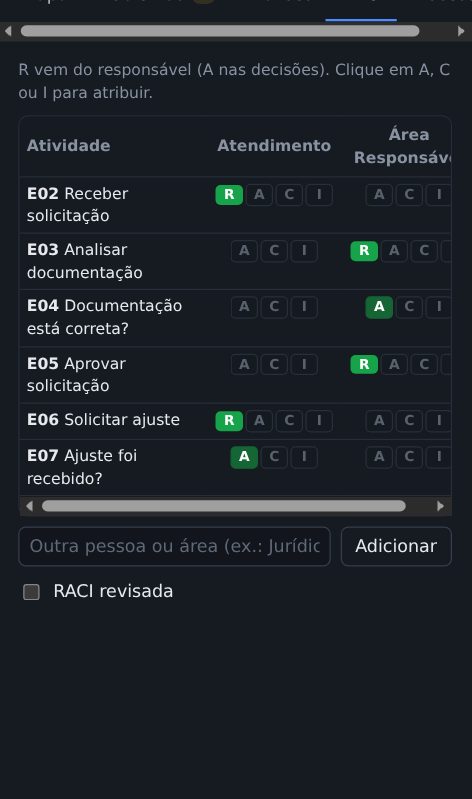 R vem do responsável (A nas decisões). Clique em A, C
ou I para atribuir.
Atividade Atendimento Área
Responsáve
E02 Receber R A C I A C I
solicitação
E03 Analisar A C I R A C
documentação
E04 Documentação A C I A C I
está correta?
E05 Aprovar A C I R A C
solicitação
E06 Solicitar ajuste R A C I A C I
E07 Ajuste foi A C I A C I
recebido?
Outra pessoa ou área (ex.: Jurídic Adicionar
RACI revisada